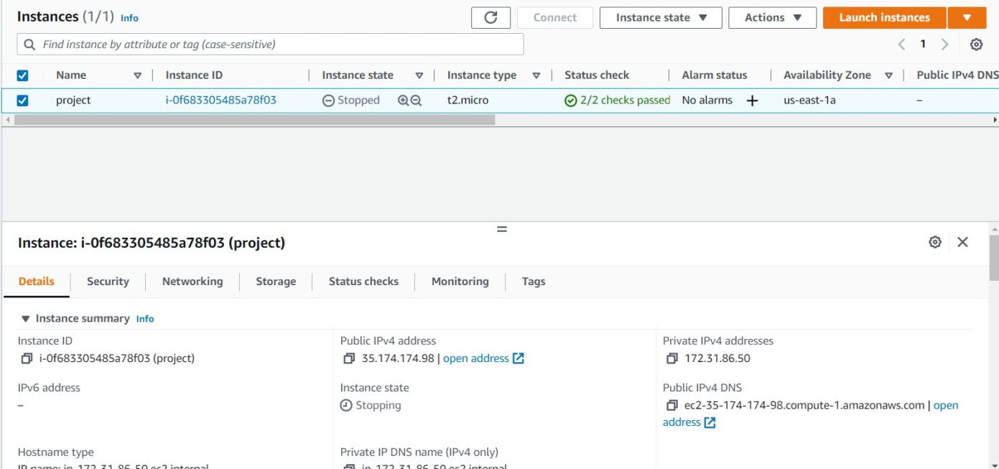 Instances (1/1) Info
Connect
Instance state
Actions
Launch instances
Find instance by attribute or tag (case-sensitive)
1
Name Instance ID Instance state Instance type Status check Alarm status Availability Zone Public IPv4 DNS
project i-0f683305485a78f03 Stopped t2.micro 2/2 checks passed No alarms + us-east-1a –
Instance: i-0f683305485a78f03 (project)
Details Security Networking Storage Status checks Monitoring Tags
Instance summary Info
Instance ID
i-0f683305485a78f03 (project)
Public IPv4 address
35.174.174.98 | open address
Private IPv4 addresses
172.31.86.50
IPv6 address
–
Instance state
Stopping
Public IPv4 DNS
ec2-35-174-174-98.compute-1.amazonaws.com | open
address
Hostname type
IP name: ip-172-31-86-50.ec2.internal
Private IP DNS name (IPv4 only)
ip-172-31-86-50.ec2.internal